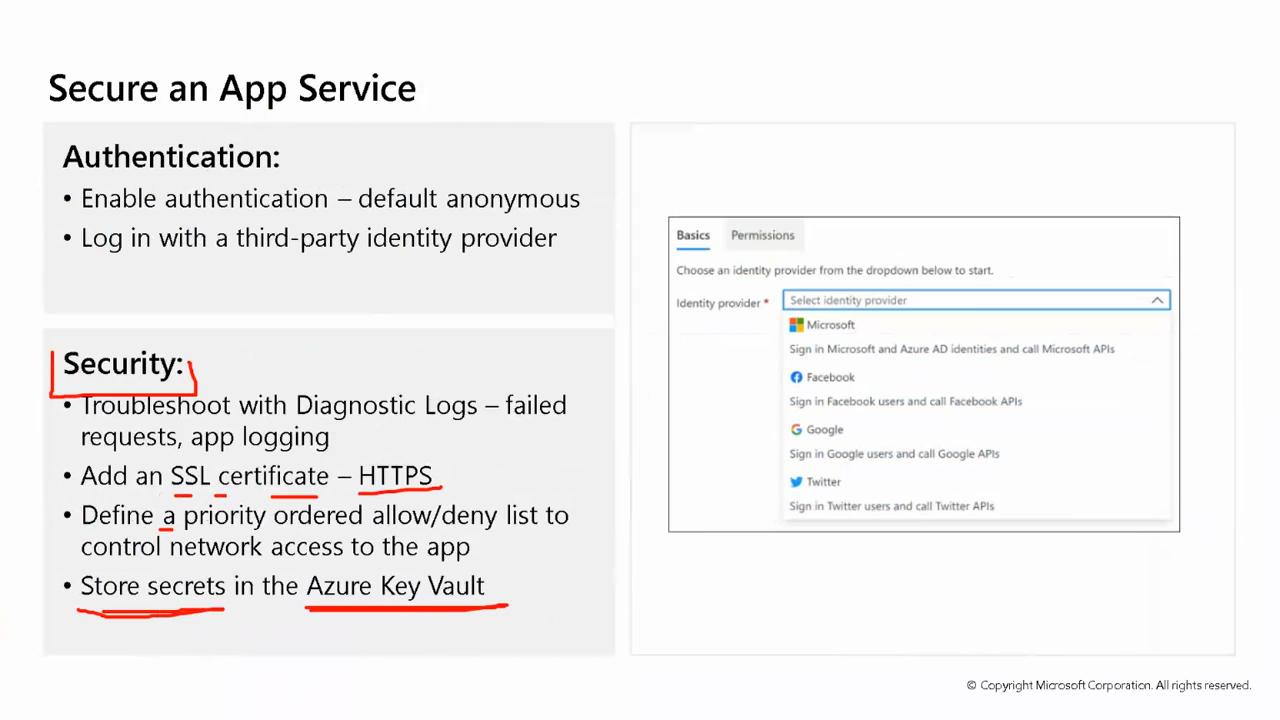 Secure an App Service
Authentication:
• Enable authentication – default anonymous
• Log in with a third-party identity provider
Security:
• Troubleshoot with Diagnostic Logs – failed
requests, app logging
• Add an SSL certificate – HTTPS
• Define a priority ordered allow/deny list to
control network access to the app
• Store secrets in the Azure Key Vault
Basics Permissions
Choose an identity provider from the dropdown below to start.
Identity provider * Select identity provider
Microsoft
Sign in Microsoft and Azure AD identities and call Microsoft APIs
Facebook
Sign in Facebook users and call Facebook APIs
Google
Sign in Google users and call Google APIs
Twitter
Sign in Twitter users and call Twitter APIs
© Copyright Microsoft Corporation. All rights reserved.